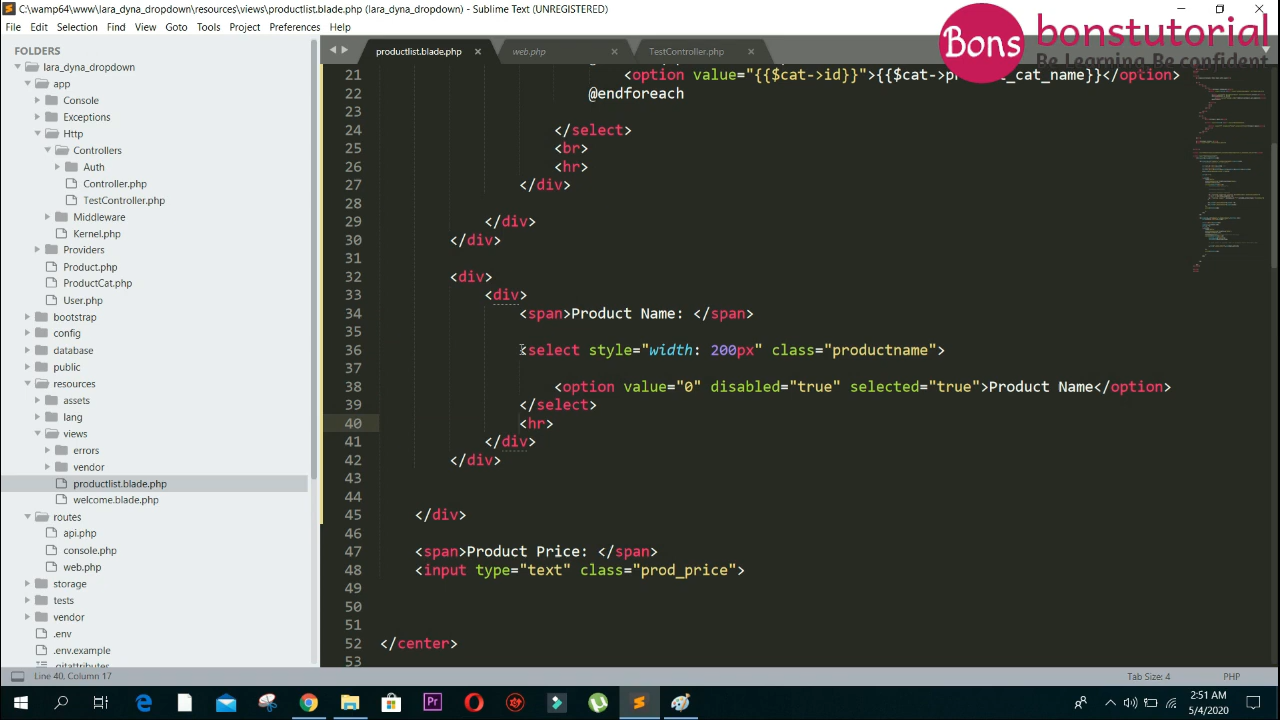 C:\wamp64\www\lara_dyna_dropdown\resources\views\productlist.blade.php (lara_dyna_dropdown) - Sublime Text (UNREGISTERED)
File Edit Selection Find View Goto Tools Project Preferences Help
Bons
bonstutorial
Be Learning,Be confident
FOLDERS
lara_dyna_dropdown
app
Console
Exceptions
Http
Controllers
Auth
Controller.php
TestController.php
Middleware
Kernel.php
Providers
Product.php
ProductCat.php
User.php
bootstrap
config
database
public
resources
assets
lang
views
errors
vendor
productlist.blade.php
welcome.blade.php
routes
api.php
console.php
web.php
storage
tests
vendor
.env
.env.example
.gitattributes
productlist.blade.php
web.php
TestController.php
21 <option value="{{$cat->id}}">{{$cat->product_cat_name}}</option>
22 @endforeach
23
24 </select>
25 <br>
26 <hr>
27 </div>
28
29 </div>
30 </div>
31
32 <div>
33 <div>
34 <span>Product Name: </span>
35
36 <select style="width: 200px" class="productname">
37
38 <option value="0" disabled="true" selected="true">Product Name</option>
39 </select>
40 <hr>
41 </div>
42 </div>
43
44
45 </div>
46
47 <span>Product Price: </span>
48 <input type="text" class="prod_price">
49
50
51
52 </center>
53
Line 40, Column 17
Tab Size: 4
PHP
2:51 AM
5/4/2020